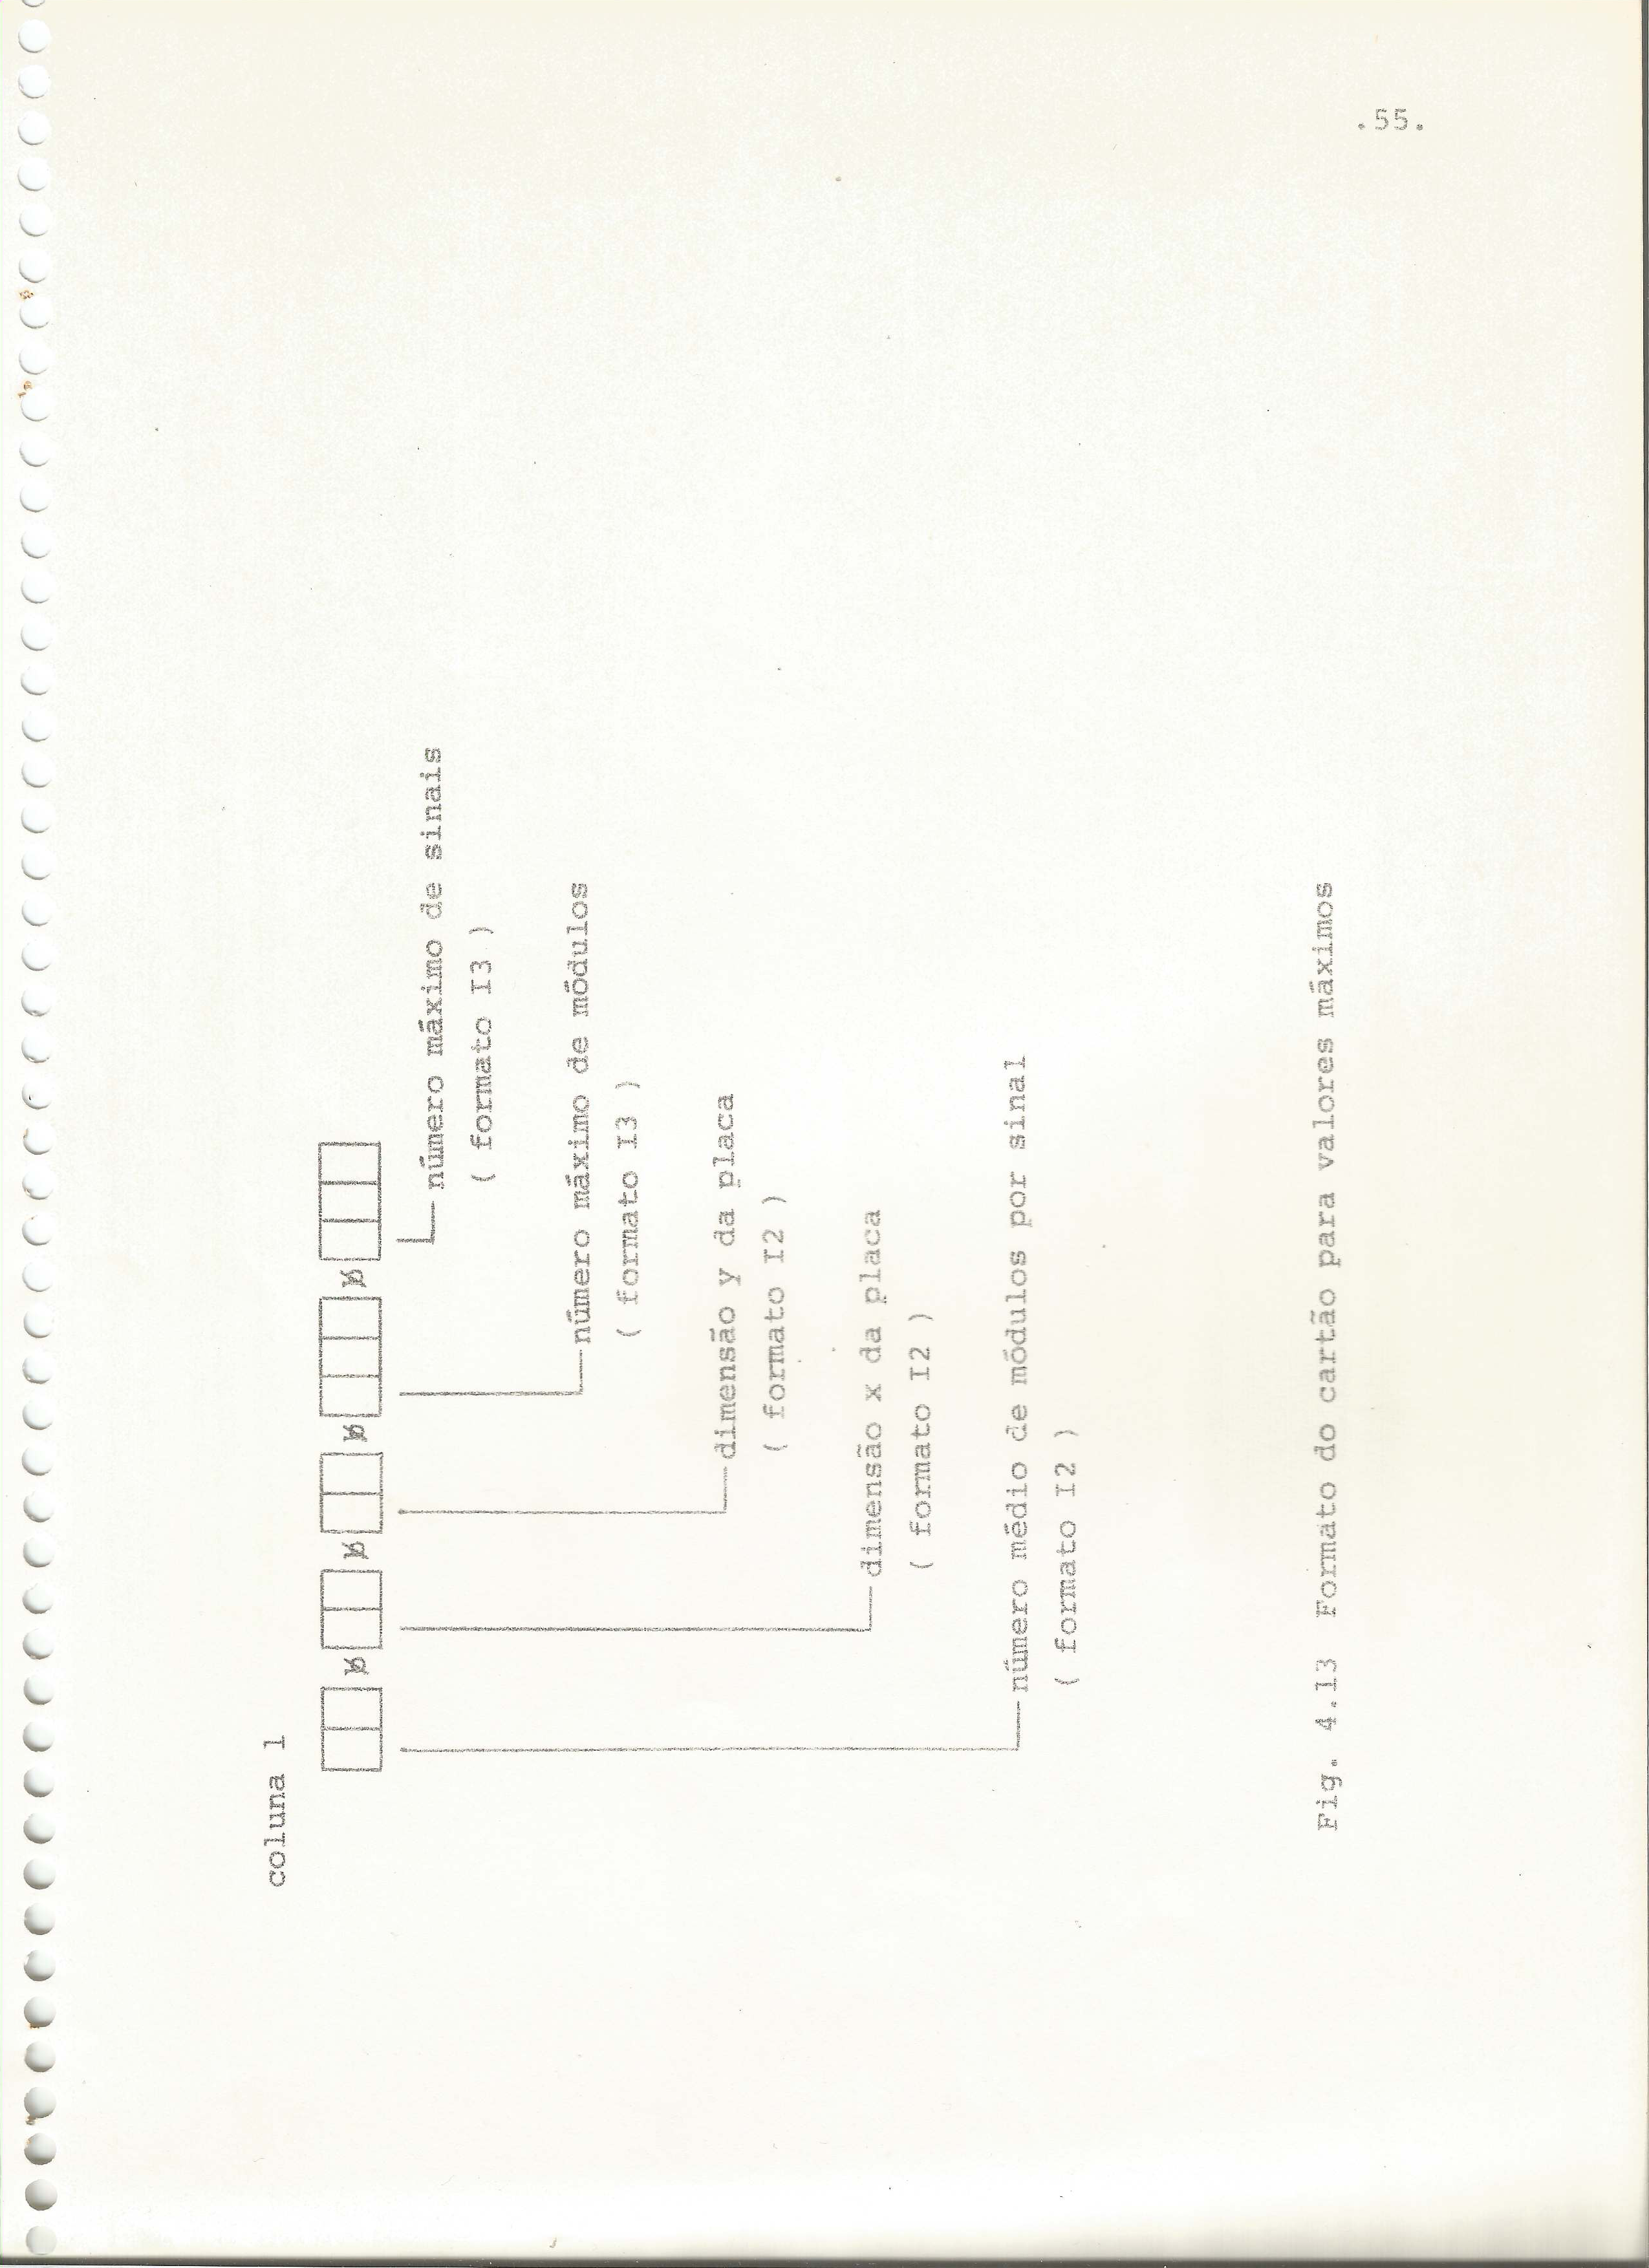 .55.
coluna 1
ƀ ƀ ƀ ƀ
número máximo de sinais
( formato I3 )
número máximo de módulos
( formato I3 )
dimensão y da placa
( formato I2 )
dimensão x da placa
( formato I2 )
número médio de módulos por sinal
( formato I2 )
Fig. 4.13 Formato do cartão para valores máximos